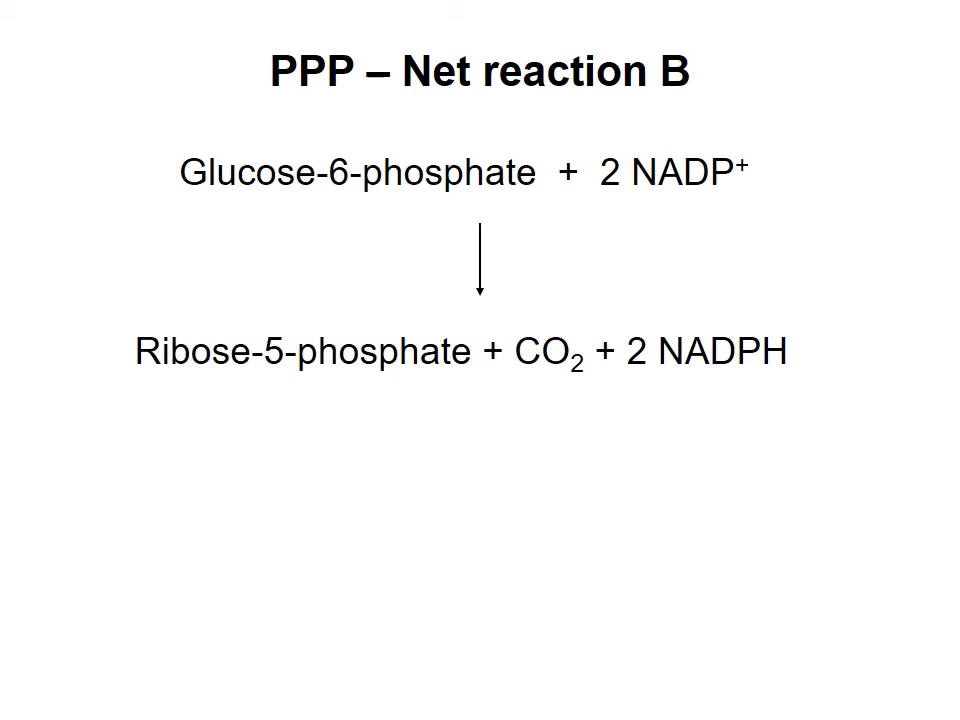 PPP – Net reaction B
Glucose-6-phosphate + 2 NADP⁺
Ribose-5-phosphate + CO₂ + 2 NADPH